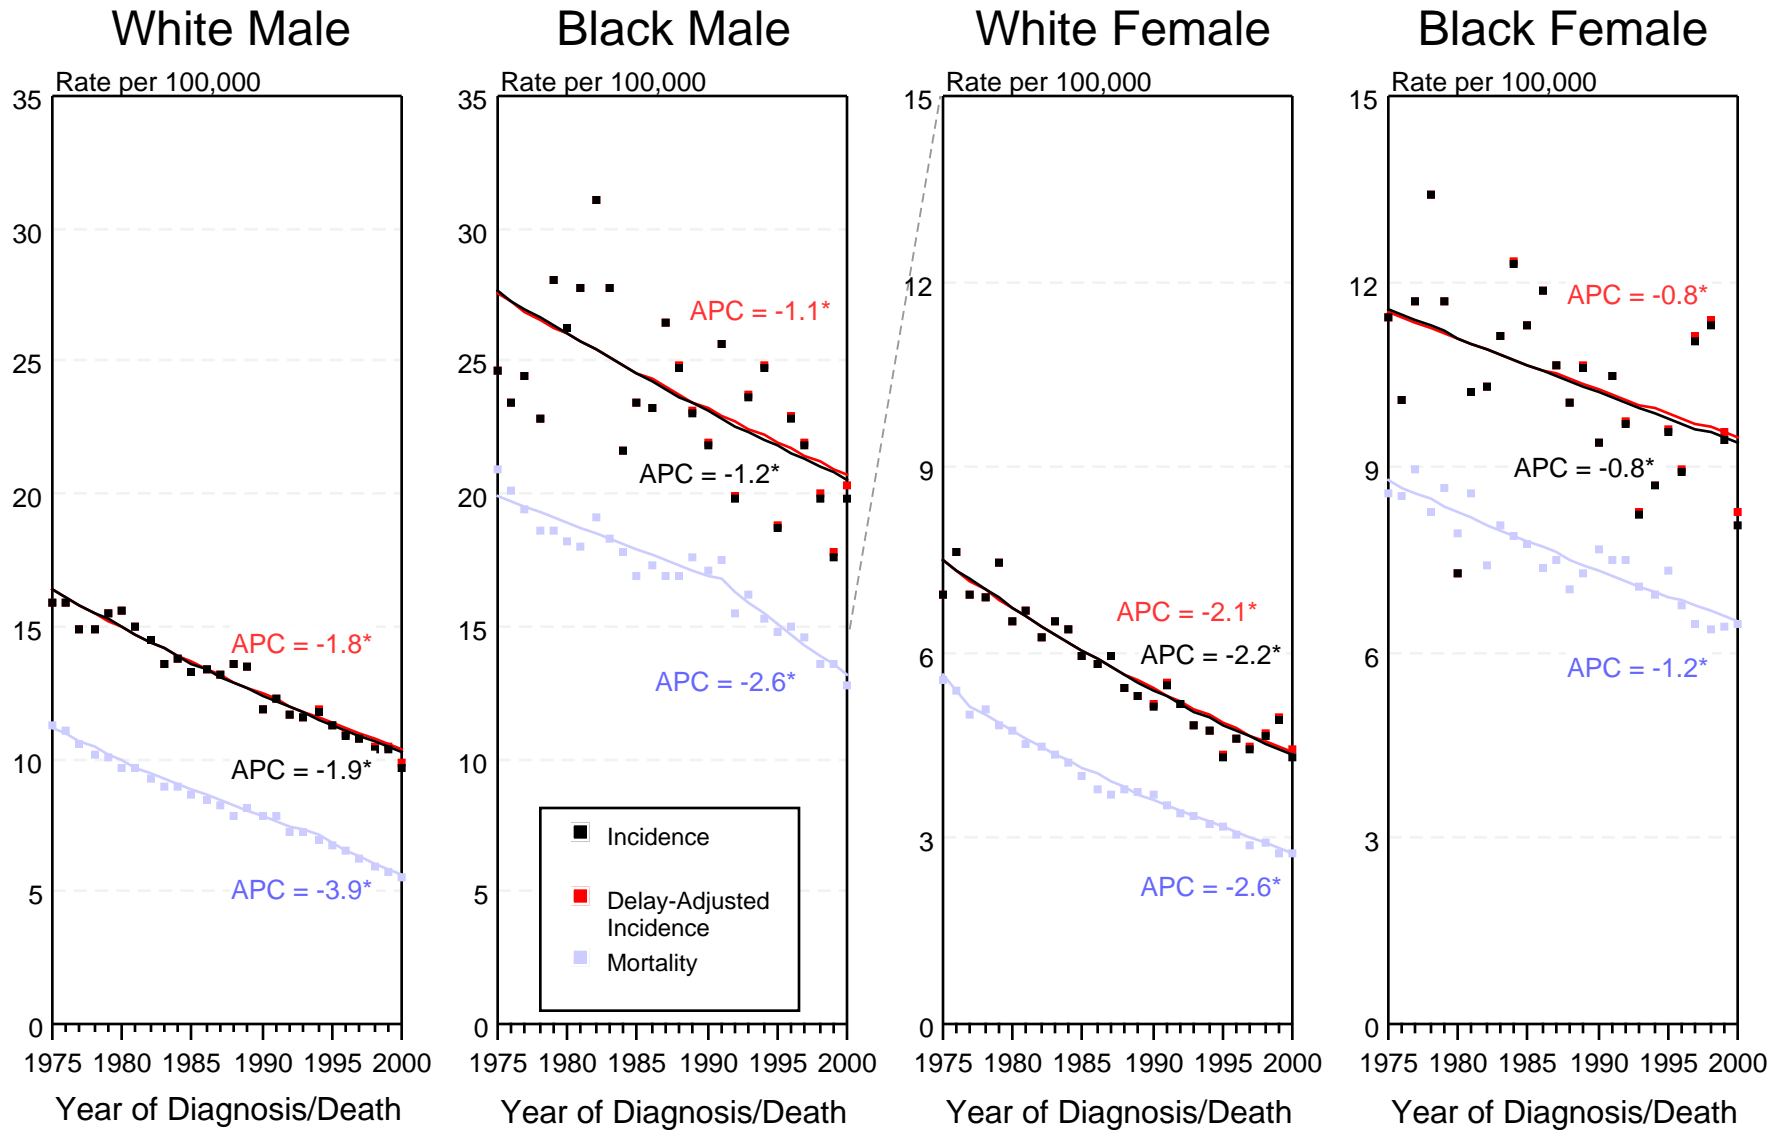 White Male
Black Male
White Female
Black Female
Rate per 100,000
Rate per 100,000
Rate per 100,000
Rate per 100,000
35
30
25
20
15
10
5
0
APC = -1.8*
APC = -1.9*
APC = -3.9*
1975 1980 1985 1990 1995 2000
Year of Diagnosis/Death
35
30
25
20
15
10
5
0
APC = -1.1*
APC = -1.2*
APC = -2.6*
Incidence
Delay-Adjusted
Incidence
Mortality
1975 1980 1985 1990 1995 2000
Year of Diagnosis/Death
15
12
9
6
3
0
APC = -2.1*
APC = -2.2*
APC = -2.6*
1975 1980 1985 1990 1995 2000
Year of Diagnosis/Death
15
12
9
6
3
0
APC = -0.8*
APC = -0.8*
APC = -1.2*
1975 1980 1985 1990 1995 2000
Year of Diagnosis/Death